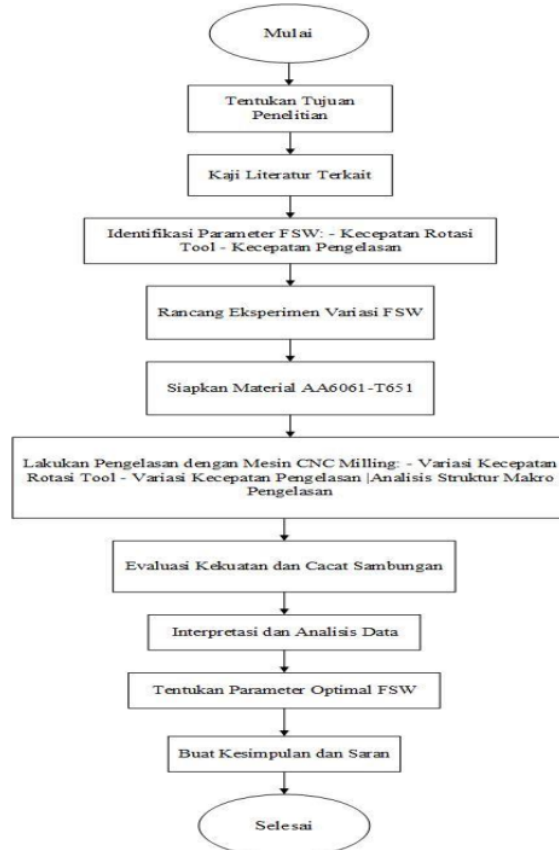 Mulai
Tentukan Tujuan
Penelitian
Kaji Literatur Terkait
Identifikasi Parameter FSW: - Kecepatan Rotasi
Tool - Kecepatan Pengelasan
Rancang Eksperimen Variasi FSW
Siapkan Material AA6061-T651
Lakukan Pengelasan dengan Mesin CNC Milling: - Variasi Kecepatan
Rotasi Tool - Variasi Kecepatan Pengelasan |Analisis Struktur Makro
Pengelasan
Evaluasi Kekuatan dan Cacat Sambungan
Interpretasi dan Analisis Data
Tentukan Parameter Optimal FSW
Buat Kesimpulan dan Saran
Selesai